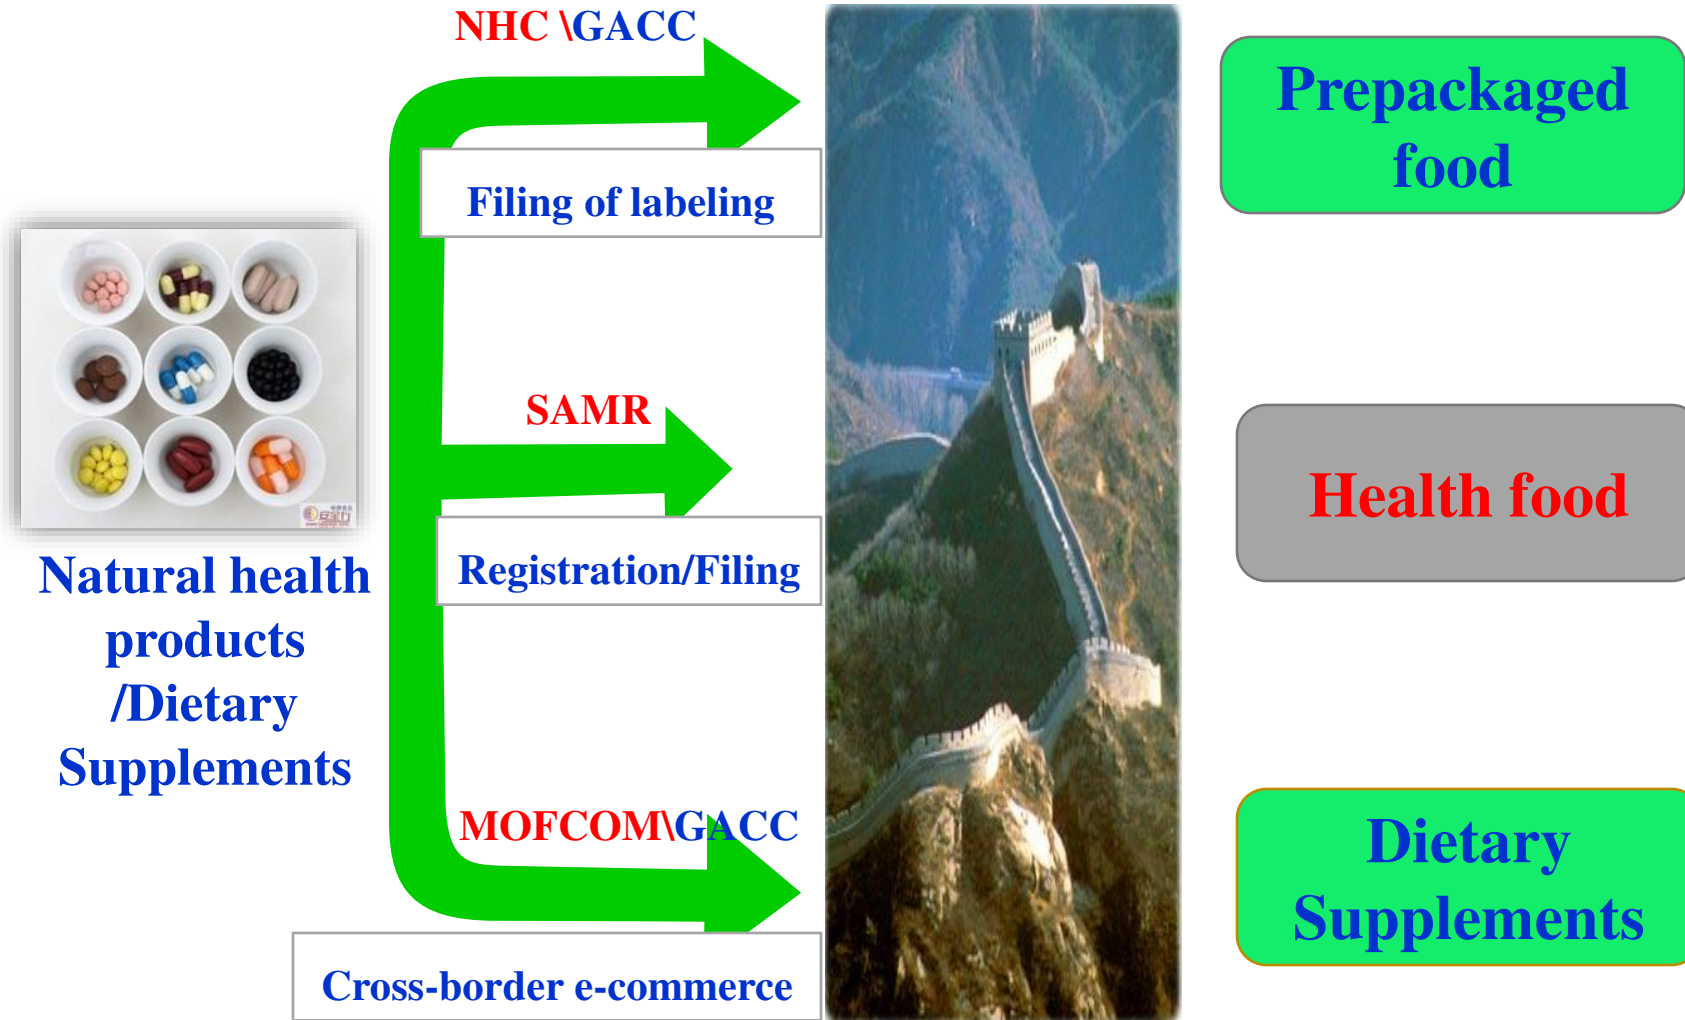 NHC \GACC
Filing of labeling
Prepackaged
food
SAMR
Registration/Filing
Health food
Natural health
products
/Dietary
Supplements
MOFCOM\GACC
Cross-border e-commerce
Dietary
Supplements